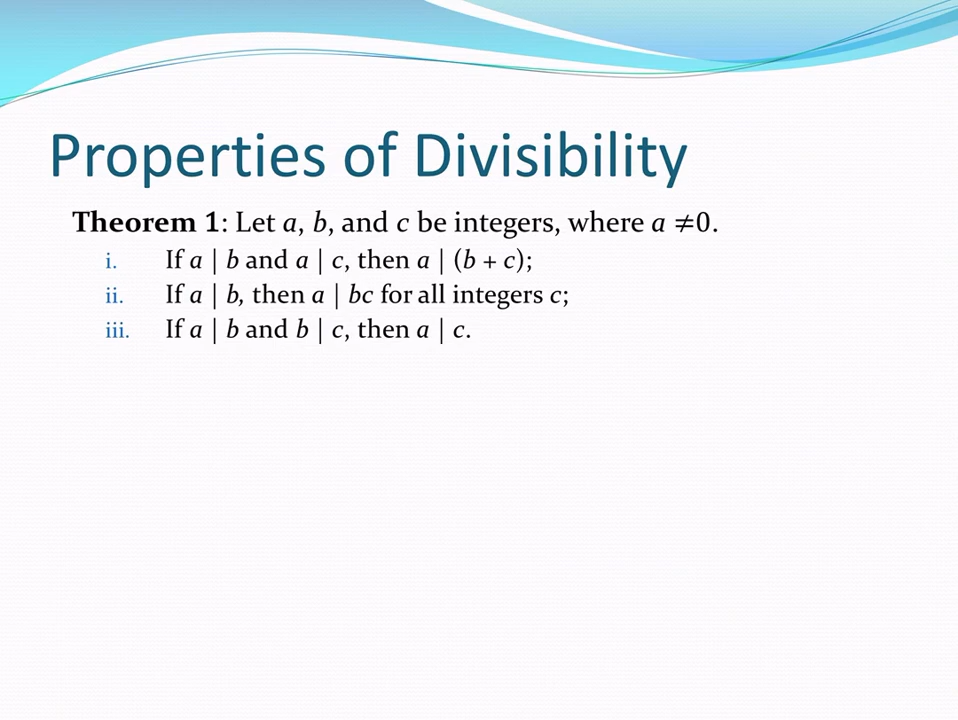 Properties of Divisibility
Theorem 1: Let a, b, and c be integers, where a ≠0.
i. If a | b and a | c, then a | (b + c);
ii. If a | b, then a | bc for all integers c;
iii. If a | b and b | c, then a | c.